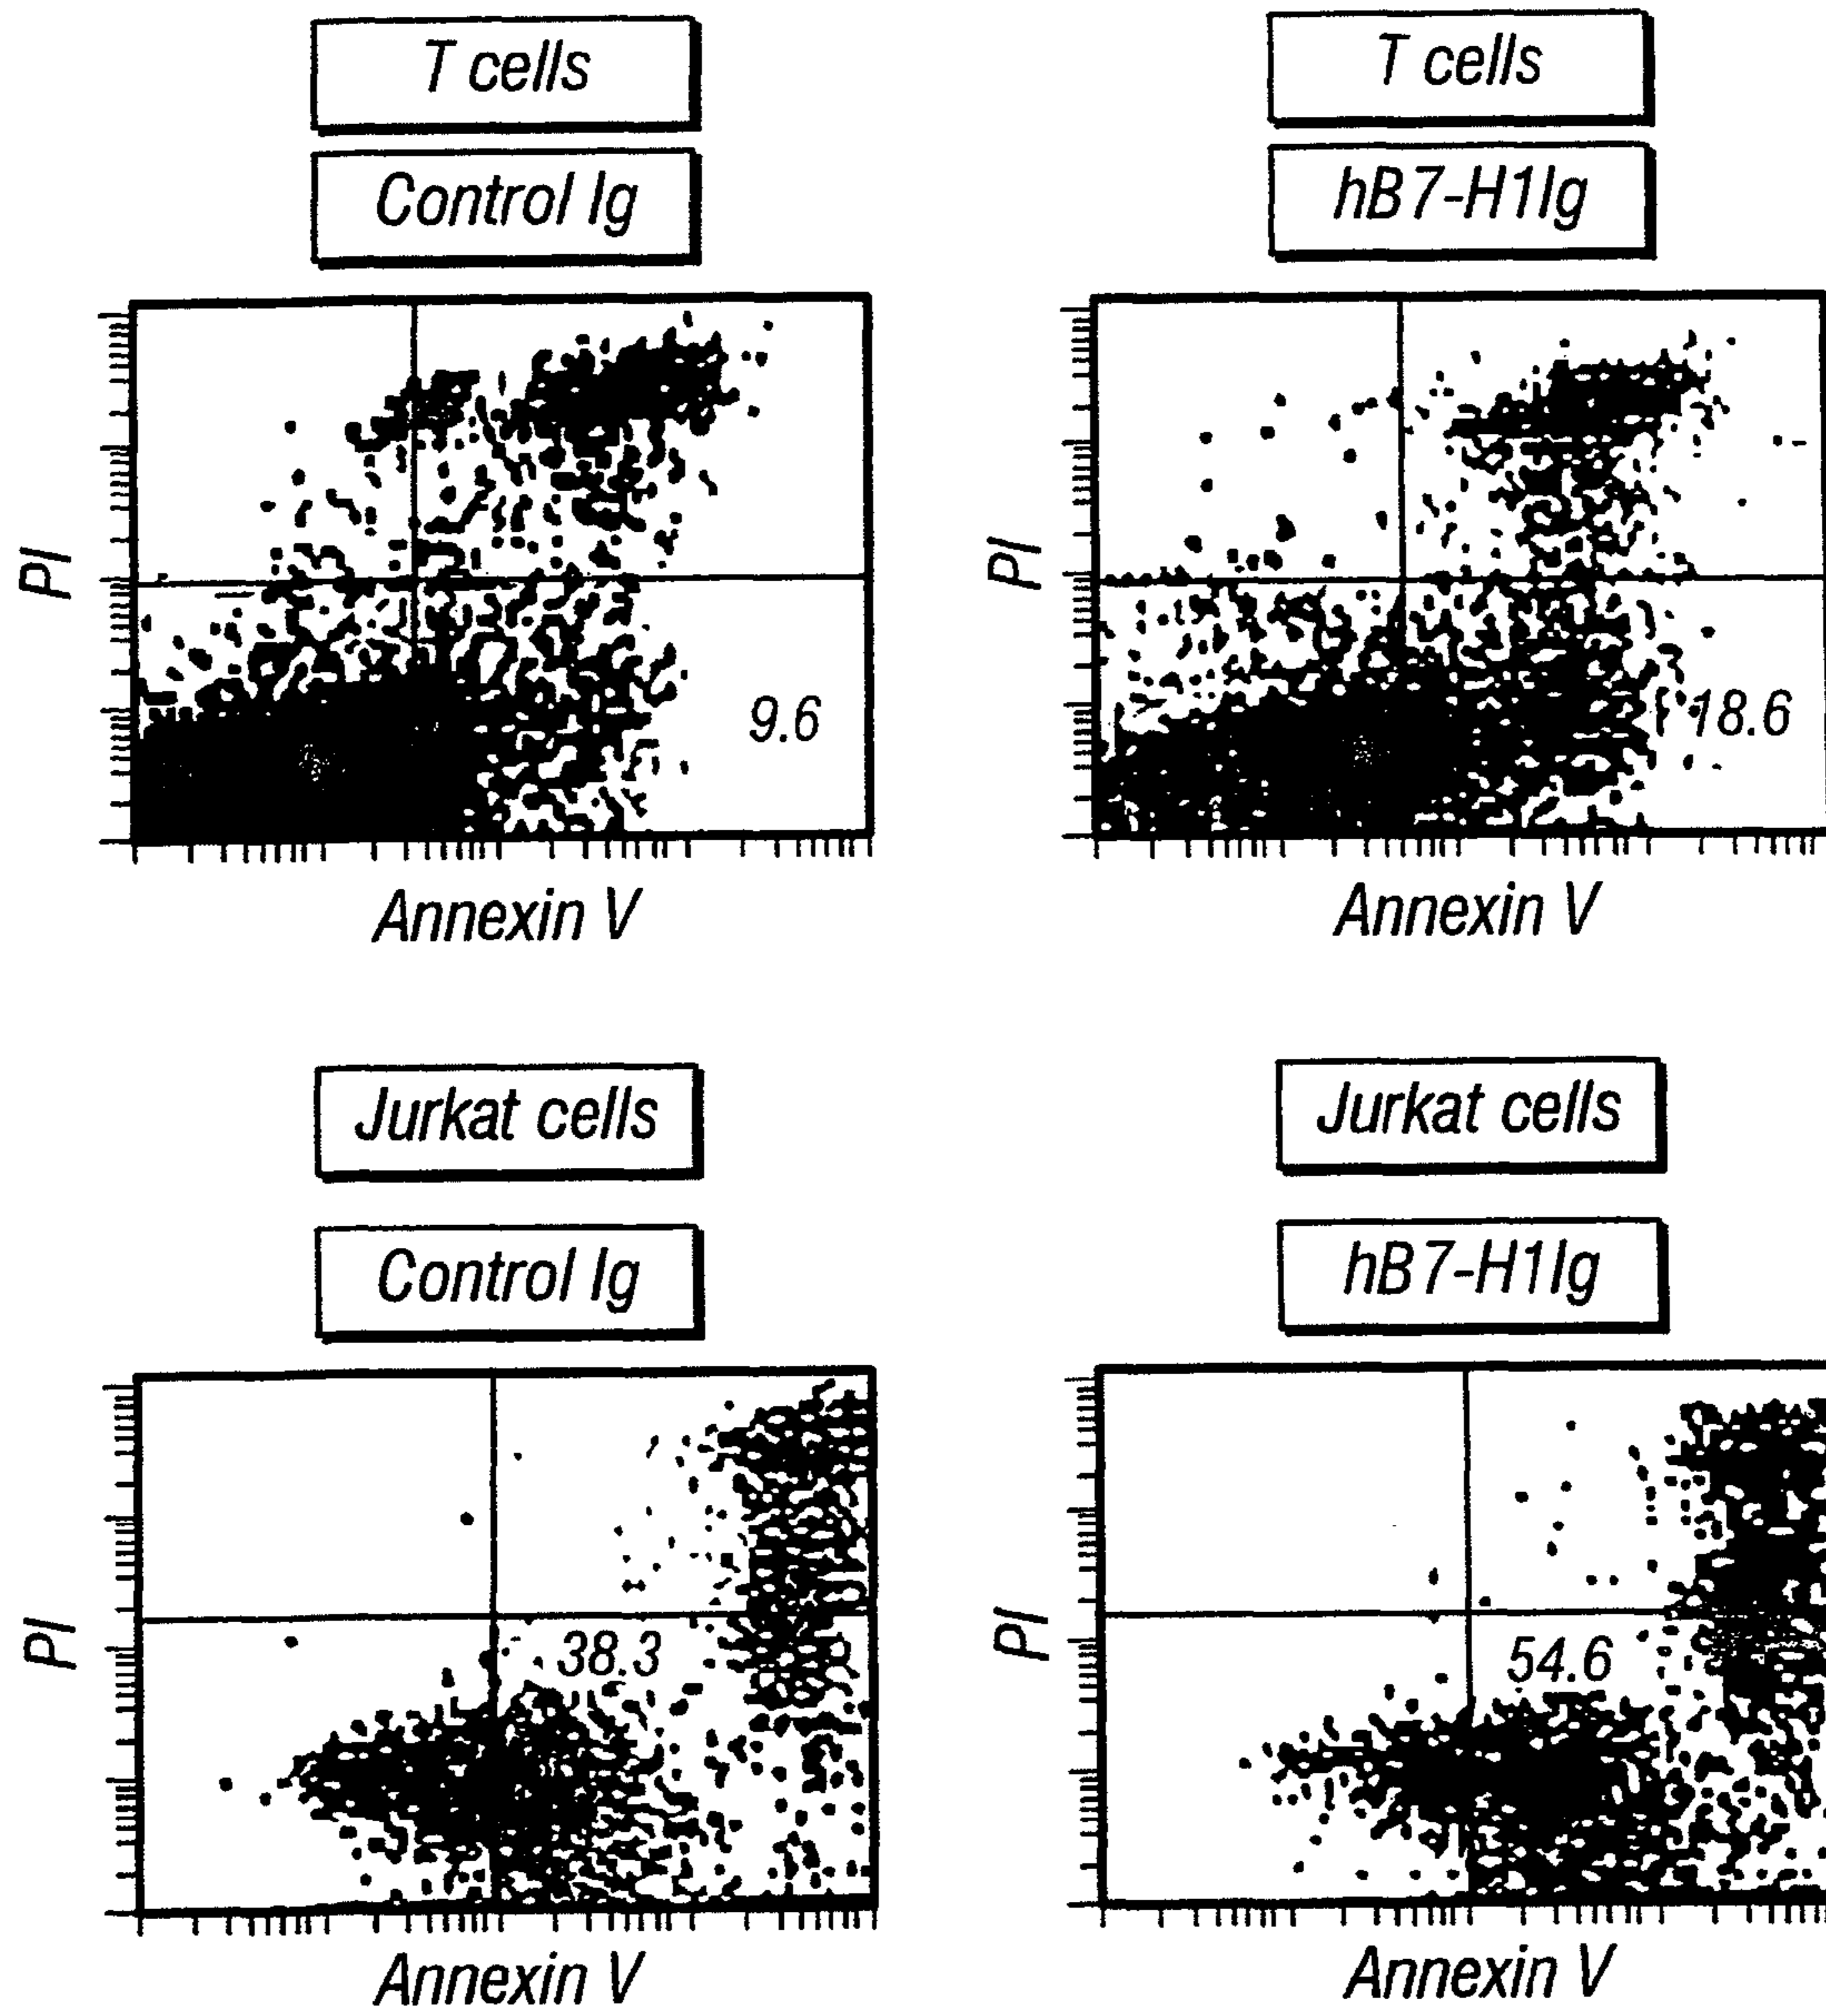 T cells
T cells
Control Ig
hB7-H1Ig
PI
PI
9.6
18.6
Annexin V
Annexin V
Jurkat cells
Jurkat cells
Control Ig
hB7-H1Ig
PI
PI
38.3
54.6
Annexin V
Annexin V